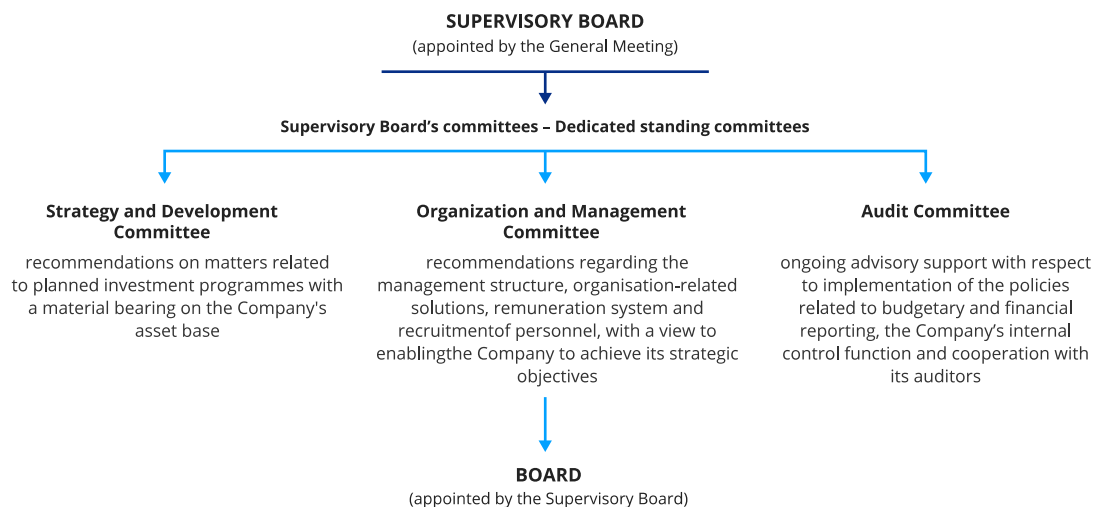 SUPERVISORY BOARD
(appointed by the General Meeting)
Supervisory Board's committees – Dedicated standing committees
Strategy and Development
Committee
recommendations on matters related
to planned investment programmes with
a material bearing on the Company's
asset base
Organization and Management
Committee
recommendations regarding the
management structure, organisation-related
solutions, remuneration system and
recruitmentof personnel, with a view to
enablingthe Company to achieve its strategic
objectives
Audit Committee
ongoing advisory support with respect
to implementation of the policies
related to budgetary and financial
reporting, the Company’s internal
control function and cooperation with
its auditors
BOARD
(appointed by the Supervisory Board)